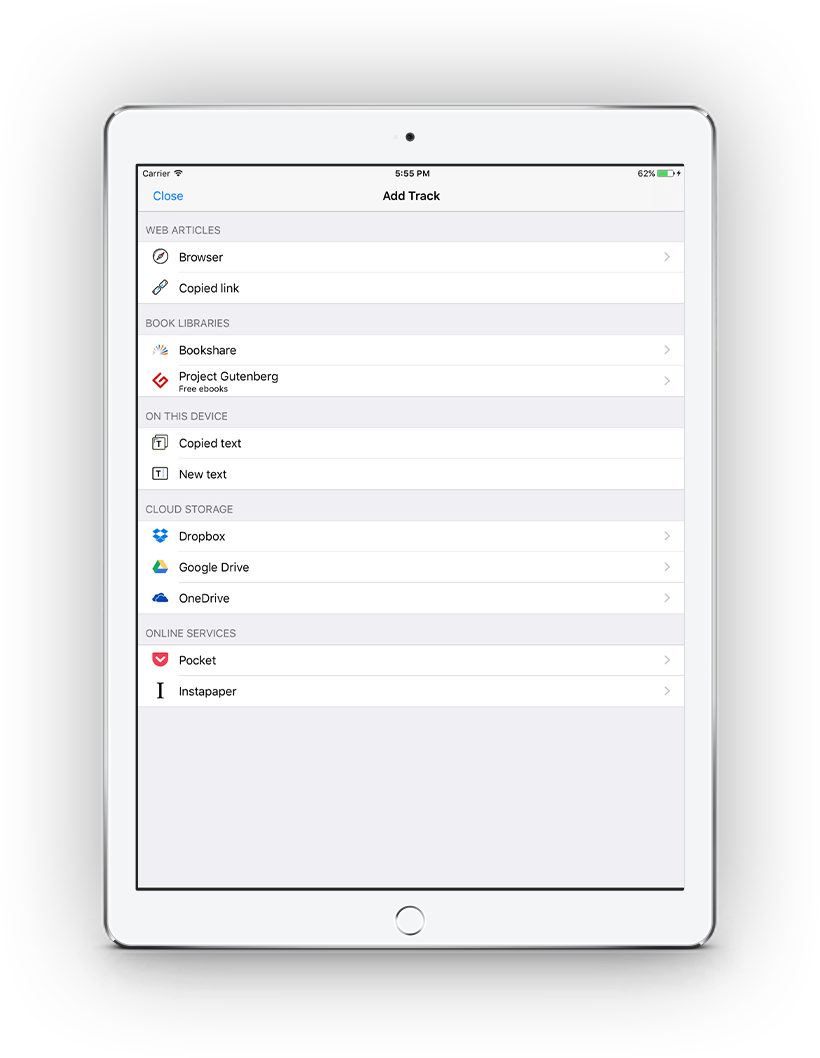 Carrier 5:55 PM 62%
Close Add Track
WEB ARTICLES
Browser
Copied link
BOOK LIBRARIES
Bookshare
Project Gutenberg
Free ebooks
ON THIS DEVICE
T Copied text
T New text
CLOUD STORAGE
Dropbox
Google Drive
OneDrive
ONLINE SERVICES
Pocket
I Instapaper